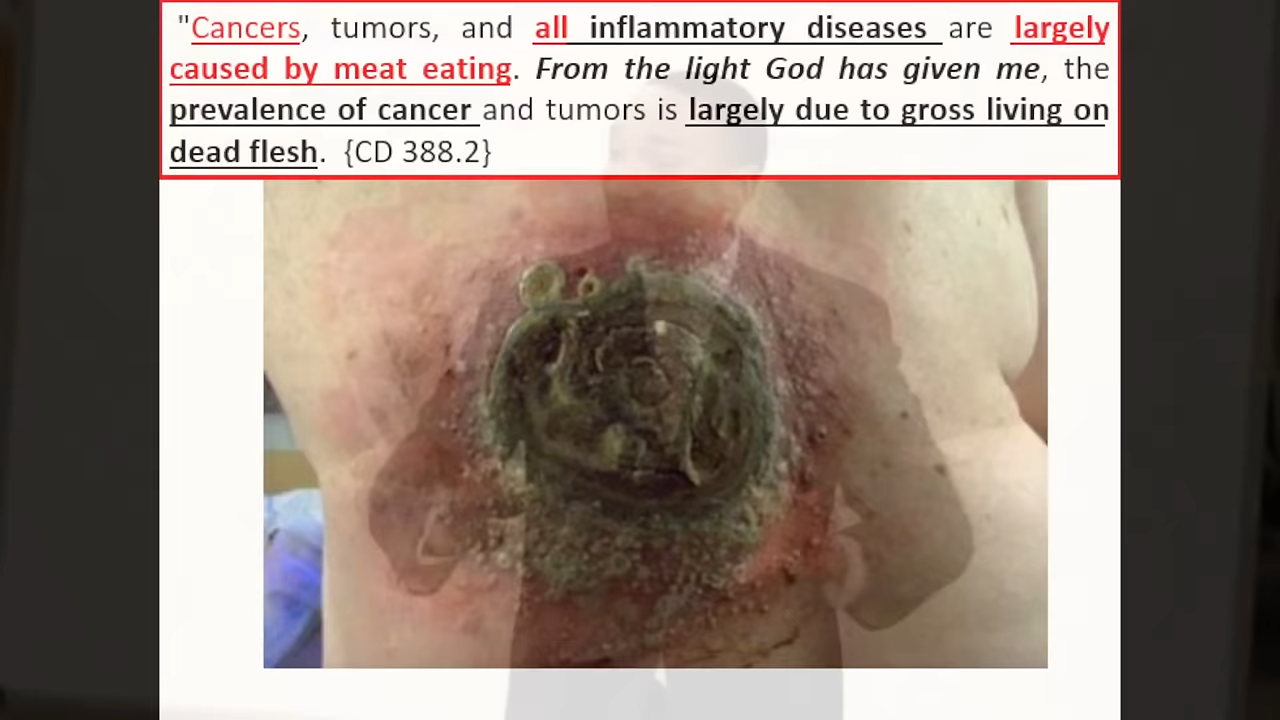 "Cancers, tumors, and all inflammatory diseases are largely
caused by meat eating. From the light God has given me, the
prevalence of cancer and tumors is largely due to gross living on
dead flesh. {CD 388.2}